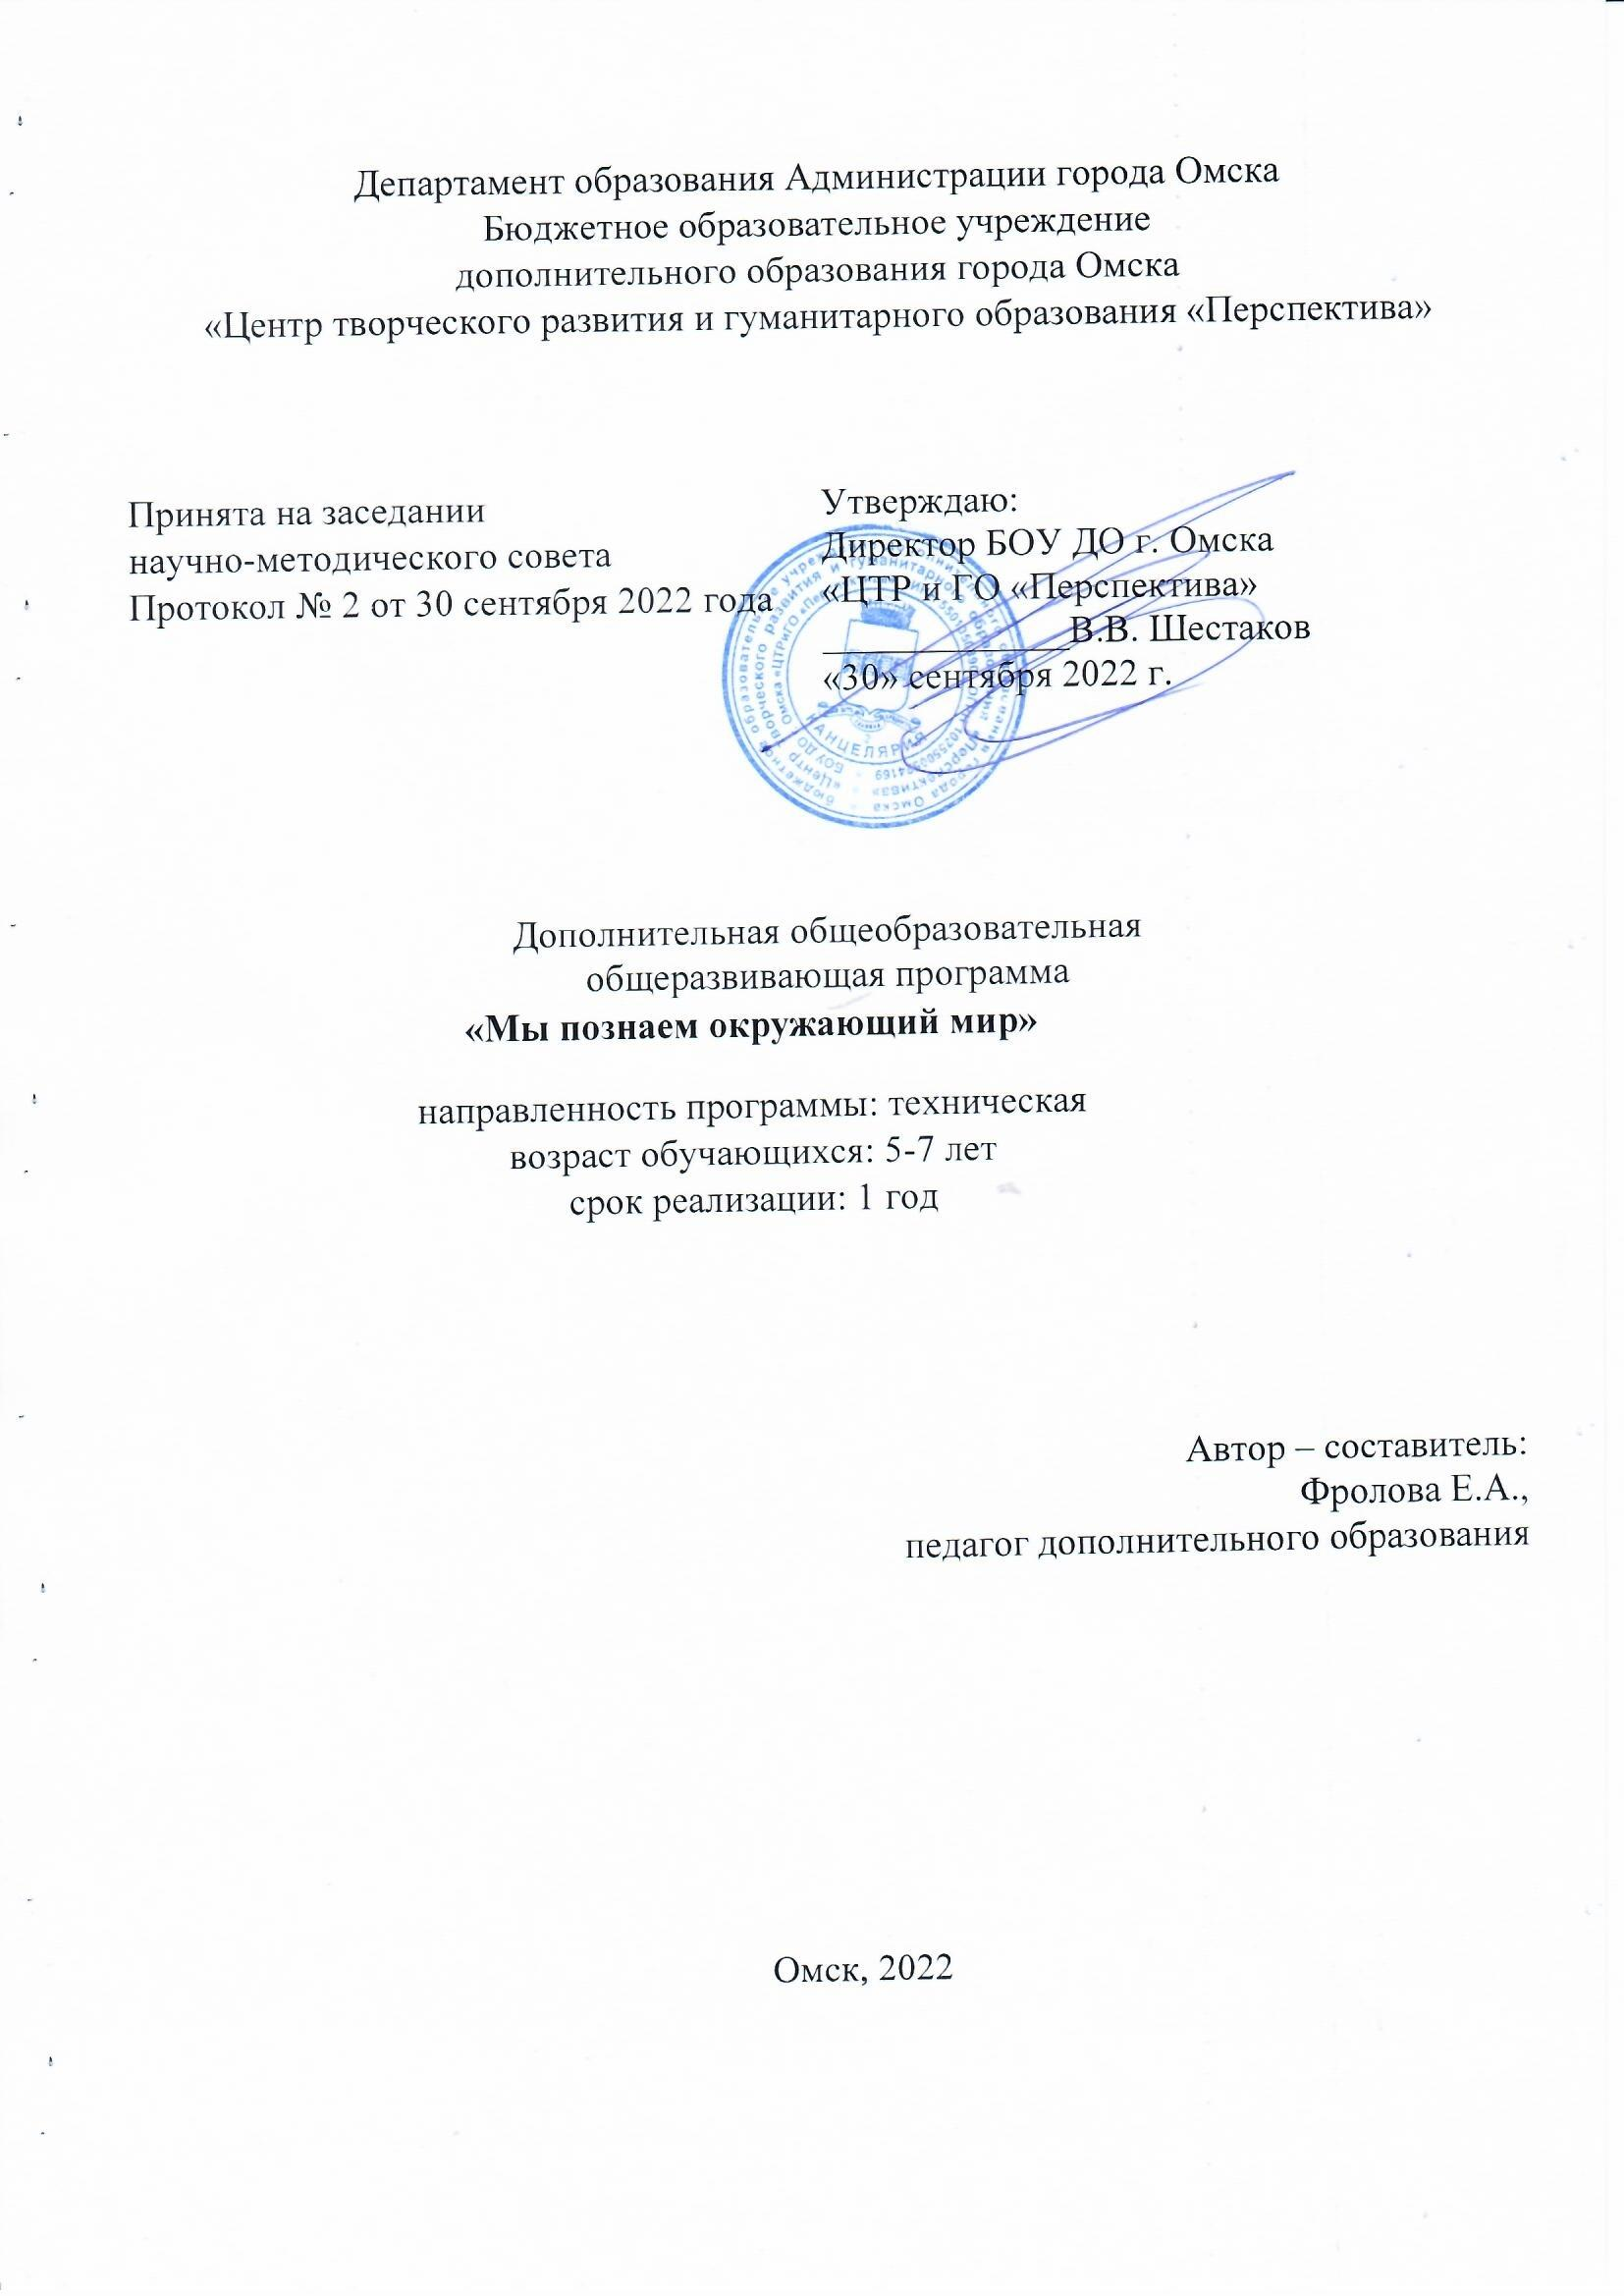 Департамент образования Администрации города Омска
Бюджетное образовательное учреждение
дополнительного образования города Омска
«Центр творческого развития и гуманитарного образования «Перспектива»
Принята на заседании
научно-методического совета
Протокол № 2 от 30 сентября 2022 года
Утверждаю:
Директор БОУ ДО г. Омска
«ЦТР и ГО «Перспектива»
_____________В.В. Шестаков
«30» сентября 2022 г.
КАНЦЕЛЯРИЯ
Дополнительная общеобразовательная
общеразвивающая программа
«Мы познаем окружающий мир»
направленность программы: техническая
возраст обучающихся: 5-7 лет
срок реализации: 1 год
Автор – составитель:
Фролова Е.А.,
педагог дополнительного образования
Омск, 2022